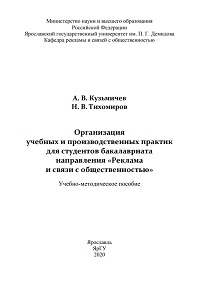 Министерство науки и высшего образования
Российской Федерации
Ярославский государственный университет им. П. Г. Демидова
Кафедра рекламы и связей с общественностью
А. В. Кузьмичев
Н. В. Тихомиров
Организация
учебных и производственных практик
для студентов бакалавриата
направления «Реклама
и связи с общественностью»
Учебно-методическое пособие
Ярославль
ЯрГУ
2020